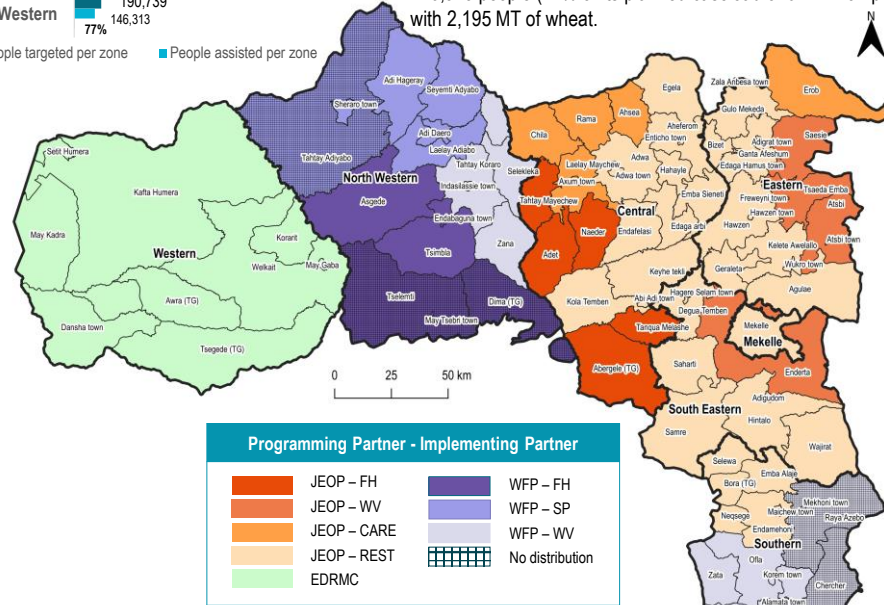 Western
190,739
146,313
77%
with 2,195 MT of wheat.
ople targeted per zone
People assisted per zone
N
Adi Hageray
Seyemti Adyabo
Sheraro town
Adi Daero
Laelay Adiabo
Tahtay Adiyabo
Tahtay Koraro
North Western
Indasilassie town
Selekleka
Asgede
Endabaguna town
Tsimbla
Zana
Tselemti
Dima (TG)
May Tsebri town
Setit Humera
Kafta Humera
May Kadra
Western
Korarit
Welkait
May Gaba
Awra (TG)
Dansha town
Tsegede (TG)
Egela
Zala Anbesa town
Erob
Chila
Rama
Ahsea
Gulo Mekeda
Aheferom
Enticho town
Saesie
Bizet
Adigrat town
Adwa
Ganta Afeshum
Laelay Maychew
Edaga Hamus town
Adwa town
Hahayle
Axum town
Eastern
Tsaeda Emba
Tahtay Mayechew
Emba Sieneti
Freweyni town
Atsbi
Central
Hawzen town
Naeder
Endafelasi
Edaga arbi
Hawzen
Adet
Kelete Awelallo
Atsbi town
Wukro town
Keyhe tekli
Geraleta
Hagere Selam town
Agulae
Kola Temben
Abi Adi town
Degua Temben
Tanqua Melashe
Mekelle
Mekelle
Abergele (TG)
Saharti
Enderta
South Eastern
Adigudom
Samre
Hintalo
Wajirat
Selewa
Emba Alaje
Bora (TG)
Mekhoni town
Neqsege
Maichew town
Raya Azebo
Endamehoni
Southern
Ofla
Zata
Korem town
Chercher
Alamata town
0 25 50 km
Programming Partner - Implementing Partner
JEOP – FH
JEOP – WV
JEOP – CARE
JEOP – REST
EDRMC
WFP – FH
WFP – SP
WFP – WV
No distribution